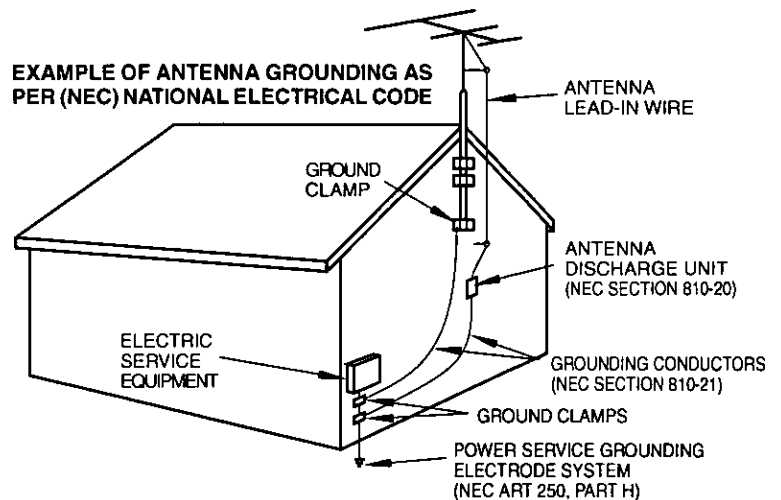 EXAMPLE OF ANTENNA GROUNDING AS
PER (NEC) NATIONAL ELECTRICAL CODE
ANTENNA
LEAD-IN WIRE
GROUND
CLAMP
ANTENNA
DISCHARGE UNIT
(NEC SECTION 810-20)
ELECTRIC
SERVICE
EQUIPMENT
GROUNDING CONDUCTORS
(NEC SECTION 810-21)
GROUND CLAMPS
POWER SERVICE GROUNDING
ELECTRODE SYSTEM
(NEC ART 250, PART H)